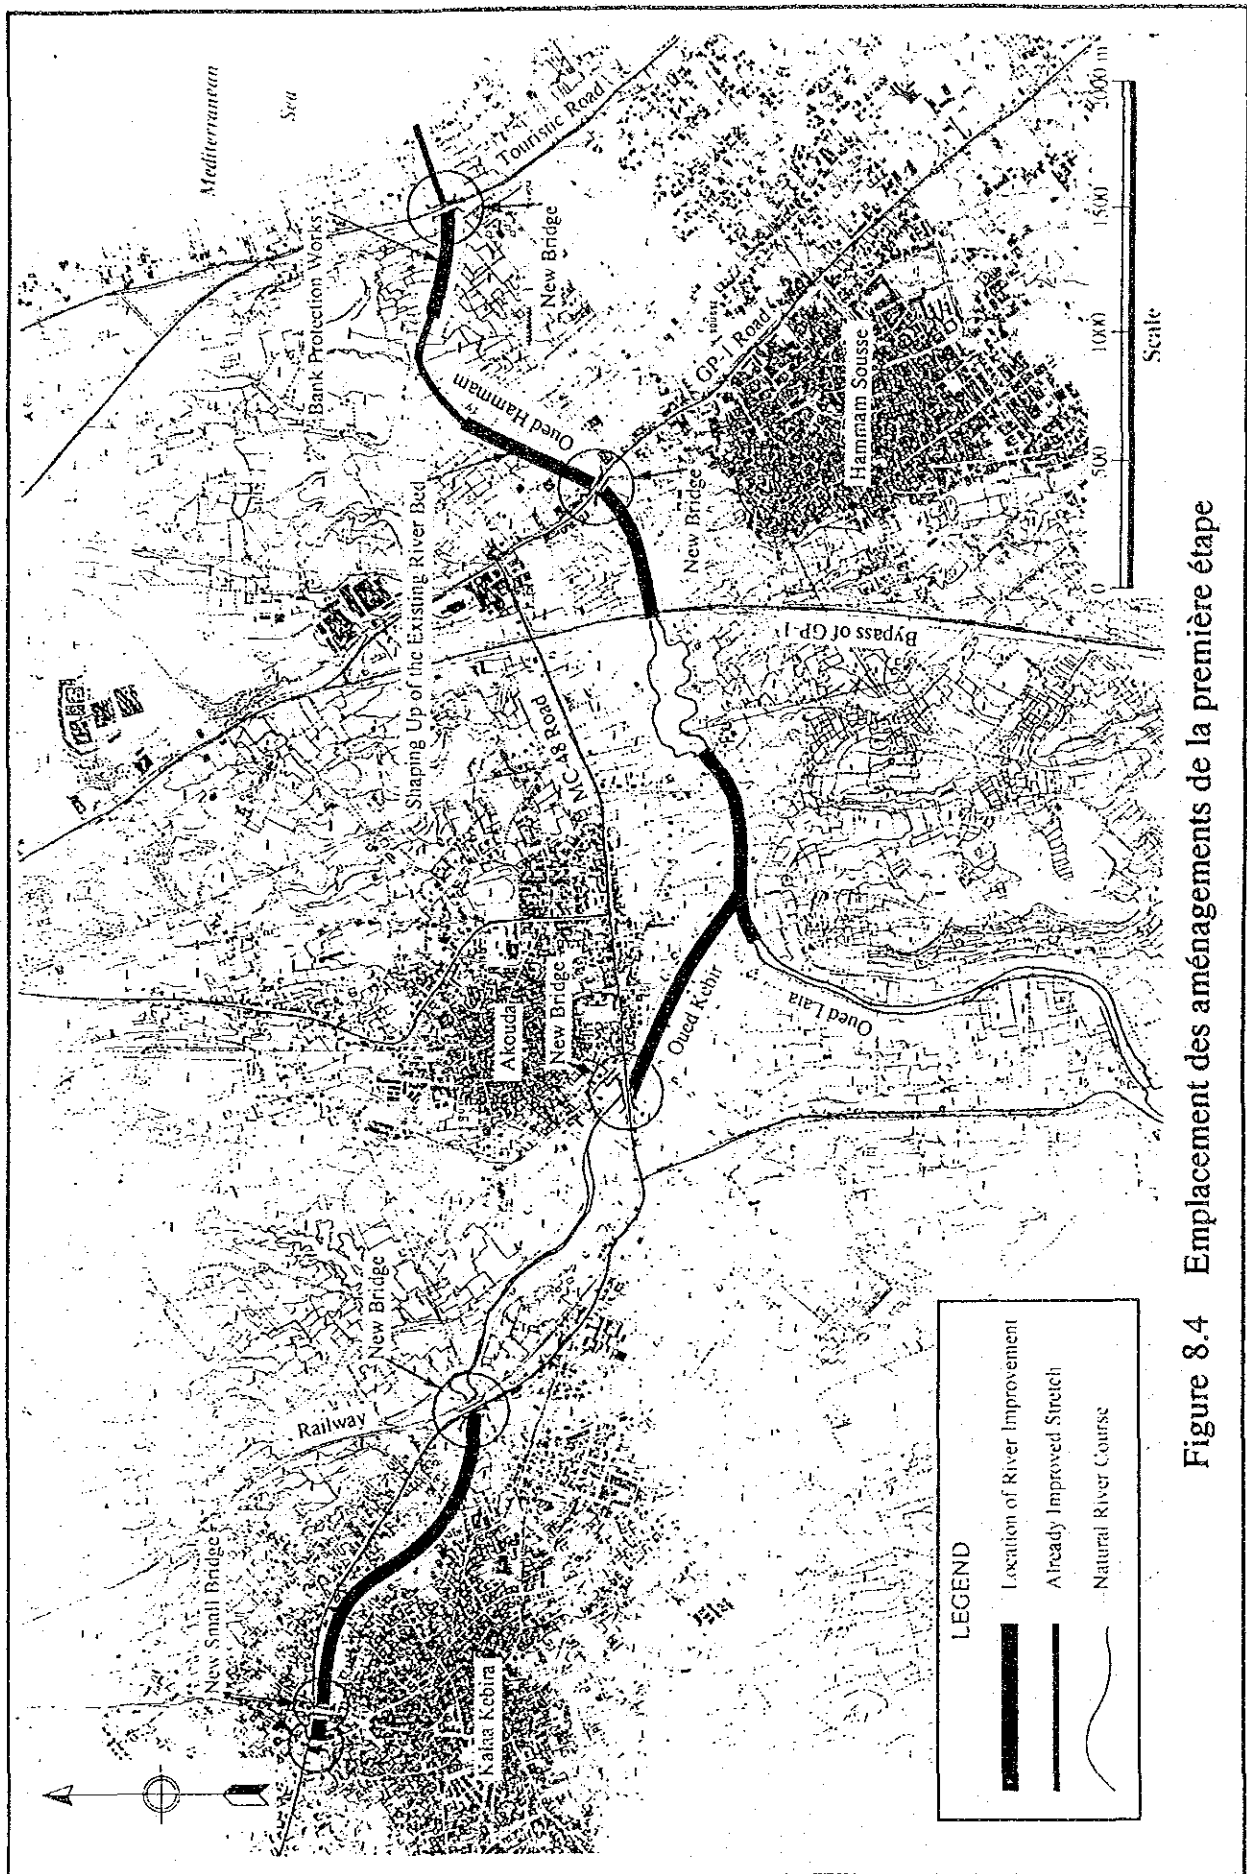 Mediterranean
Sea
Bank Protection Works
Touristic Road
New Bridge
Oued Hammam
Shaping Up of the Existing River Bed
GP-1 Road
New Bridge
Hammam Sousse
Bypass of GP-1
MC 48 Road
Akouda
New Bridge
Oued Kebir
Oued Laia
New Bridge
Railway
New Small Bridge
Kalaa Kebira
0
500
1000
1500
2000 m
Scale
LEGEND
Location of River Improvement
Already Improved Stretch
Natural River Course
Figure 8.4 Emplacement des aménagements de la première étape